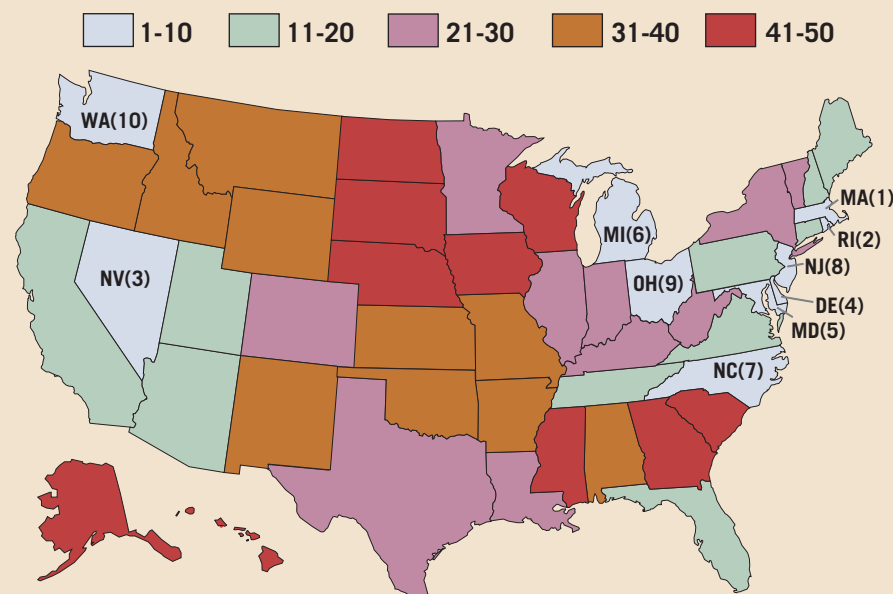 1-10 11-20 21-30 31-40 41-50
WA(10)
MA(1)
MI(6)
RI(2)
NJ(8)
NV(3)
OH(9)
DE(4)
MD(5)
NC(7)